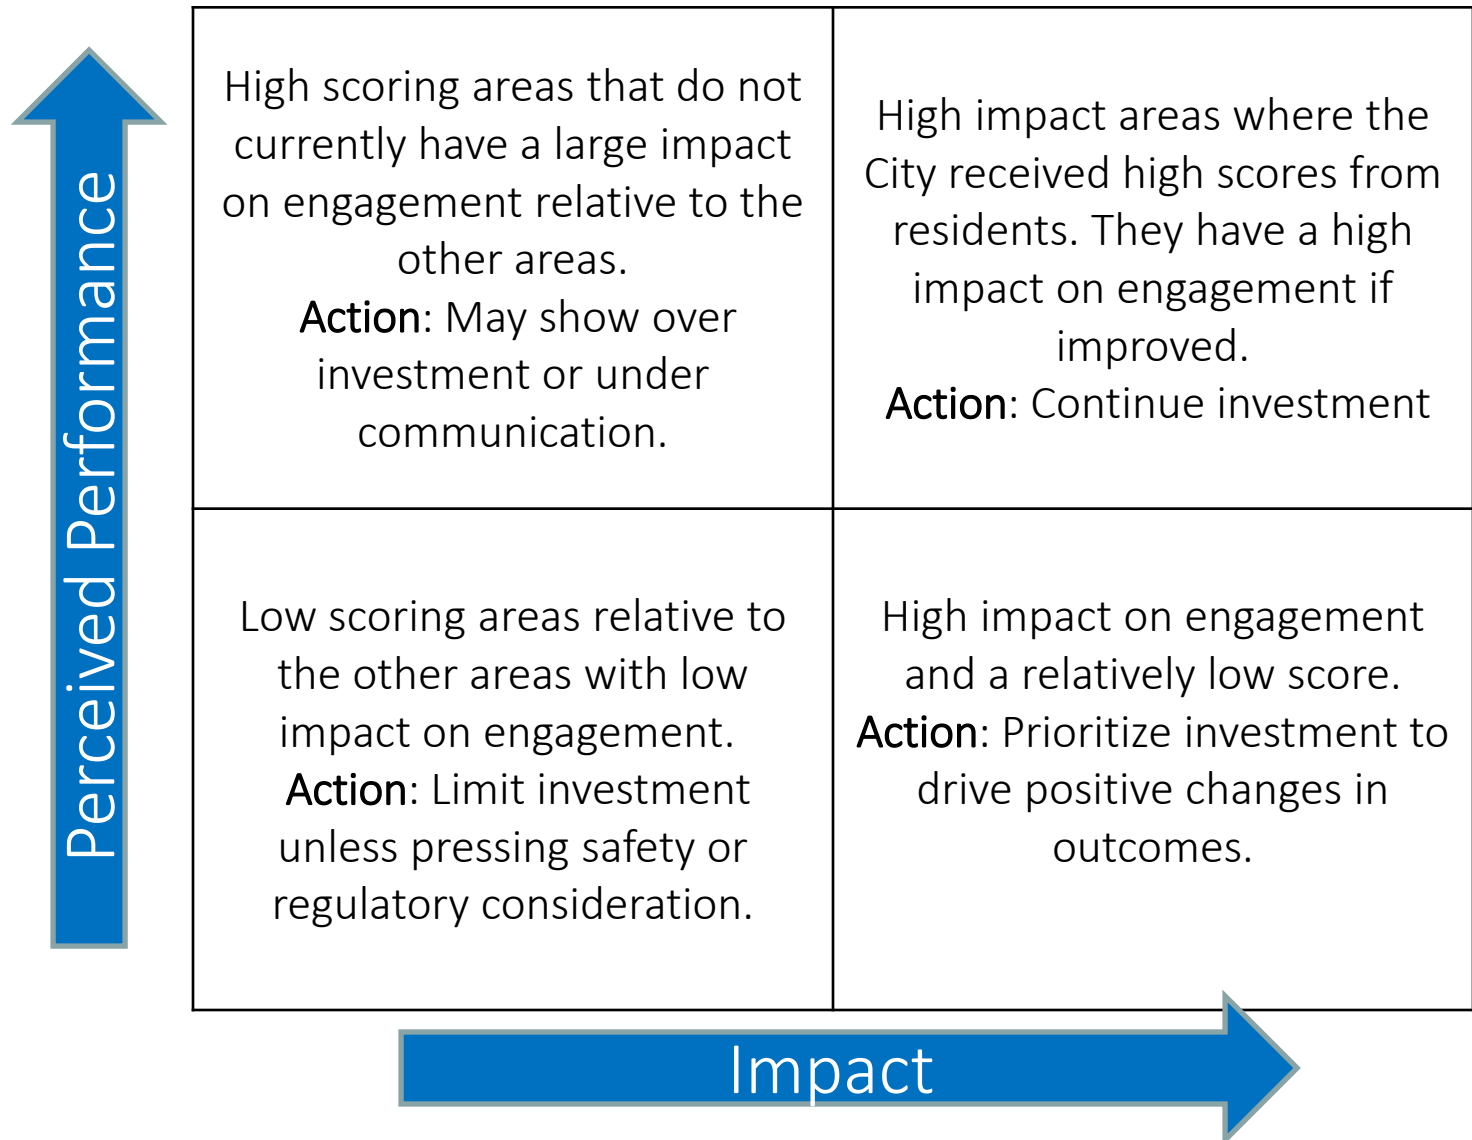 Perceived Performance
High scoring areas that do not
currently have a large impact
on engagement relative to the
other areas.
Action: May show over
investment or under
communication.
High impact areas where the
City received high scores from
residents. They have a high
impact on engagement if
improved.
Action: Continue investment
Low scoring areas relative to
the other areas with low
impact on engagement.
Action: Limit investment
unless pressing safety or
regulatory consideration.
High impact on engagement
and a relatively low score.
Action: Prioritize investment to
drive positive changes in
outcomes.
Impact